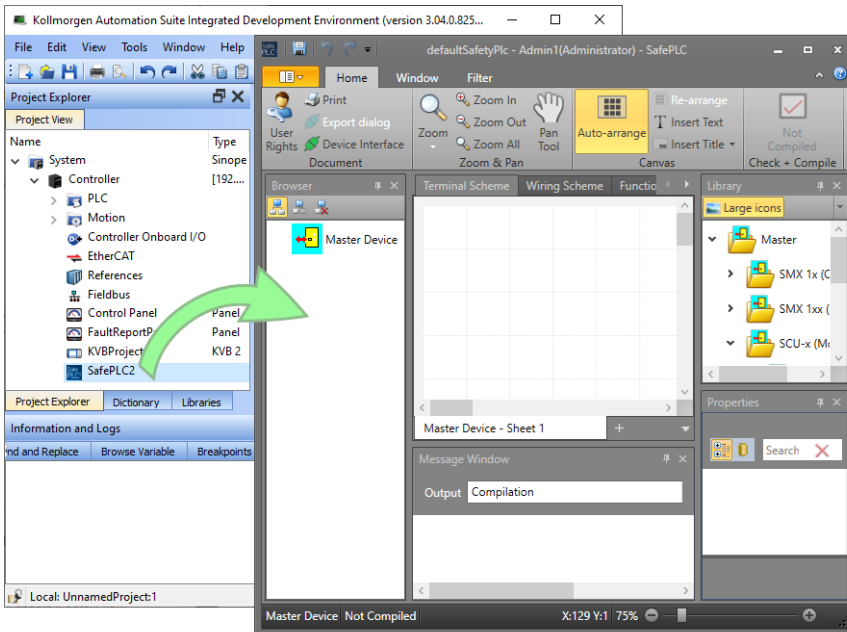 Kollmorgen Automation Suite Integrated Development Environment (version 3.04.0.825...
File Edit View Tools Window Help
Project Explorer
Project View
Name Type
System Sinope
Controller [192....
PLC
Motion
Controller Onboard I/O
EtherCAT
References
Fieldbus
Control Panel Panel
FaultReportP Panel
KVBProject KVB 2
SafePLC2
Project Explorer Dictionary Libraries
Information and Logs
nd and Replace Browse Variable Breakpoints
Local: UnnamedProject:1
defaultSafetyPlc - Admin1(Administrator) - SafePLC
Home Window Filter
User Rights
Print
Export dialog
Device Interface
Document
Zoom
Zoom In
Zoom Out
Zoom All
Pan Tool
Zoom & Pan
Auto-arrange
Re-arrange
Insert Text
Insert Title
Canvas
Not Compiled
Check + Compile
Browser
Master Device
Terminal Scheme Wiring Scheme Functio
Master Device - Sheet 1 +
Message Window
Output Compilation
Library
Large icons
Master
SMX 1x (C
SMX 1xx (
SCU-x (M
Properties
Search
Master Device Not Compiled X:129 Y:1 75%